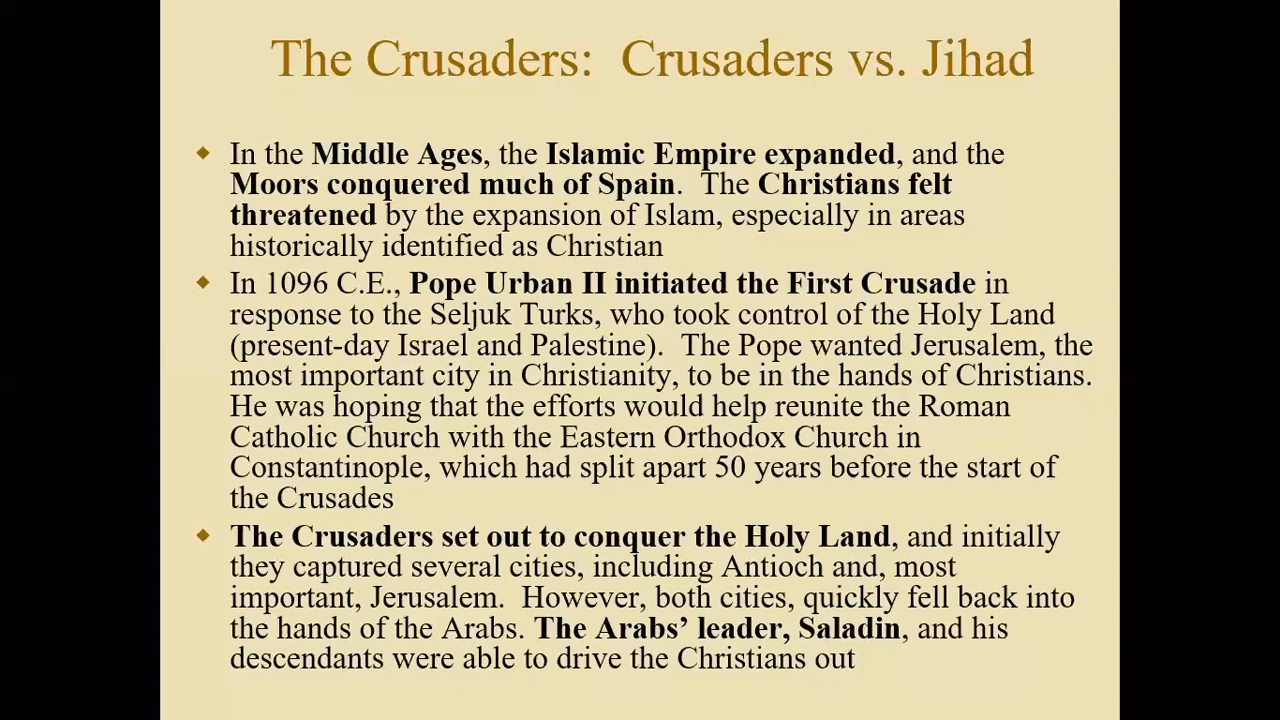 The Crusaders:  Crusaders vs. Jihad
In the Middle Ages, the Islamic Empire expanded, and the
Moors conquered much of Spain.  The Christians felt
threatened by the expansion of Islam, especially in areas
historically identified as Christian
In 1096 C.E., Pope Urban II initiated the First Crusade in
response to the Seljuk Turks, who took control of the Holy Land
(present-day Israel and Palestine).  The Pope wanted Jerusalem, the
most important city in Christianity, to be in the hands of Christians.
He was hoping that the efforts would help reunite the Roman
Catholic Church with the Eastern Orthodox Church in
Constantinople, which had split apart 50 years before the start of
the Crusades
The Crusaders set out to conquer the Holy Land, and initially
they captured several cities, including Antioch and, most
important, Jerusalem.  However, both cities, quickly fell back into
the hands of the Arabs. The Arabs’ leader, Saladin, and his
descendants were able to drive the Christians out